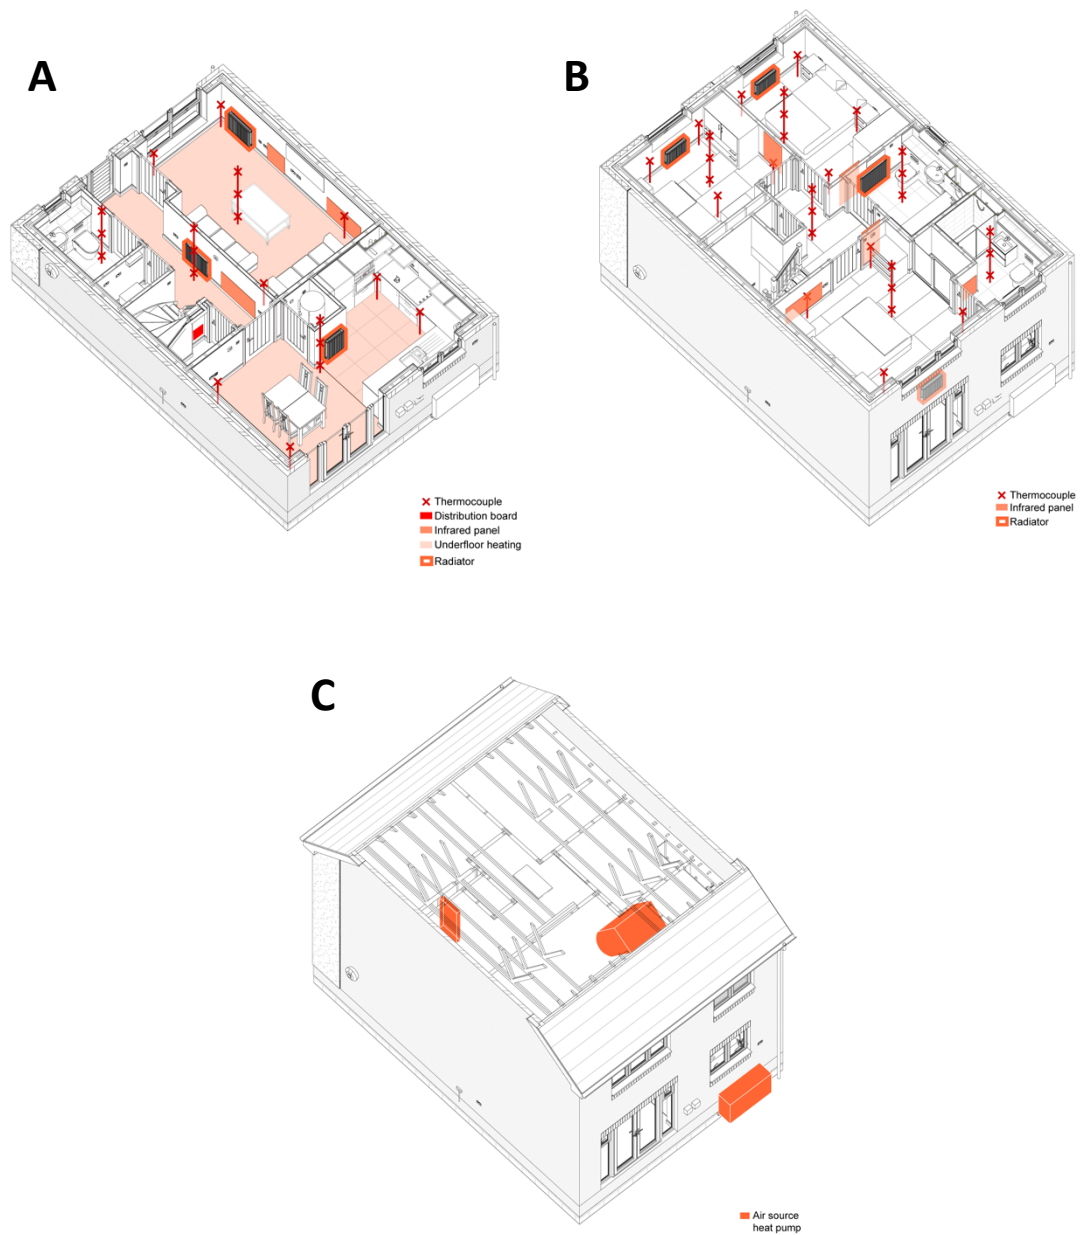 A
B
Thermocouple
Distribution board
Infrared panel
Underfloor heating
Radiator
Thermocouple
Infrared panel
Radiator
C
Air source
heat pump